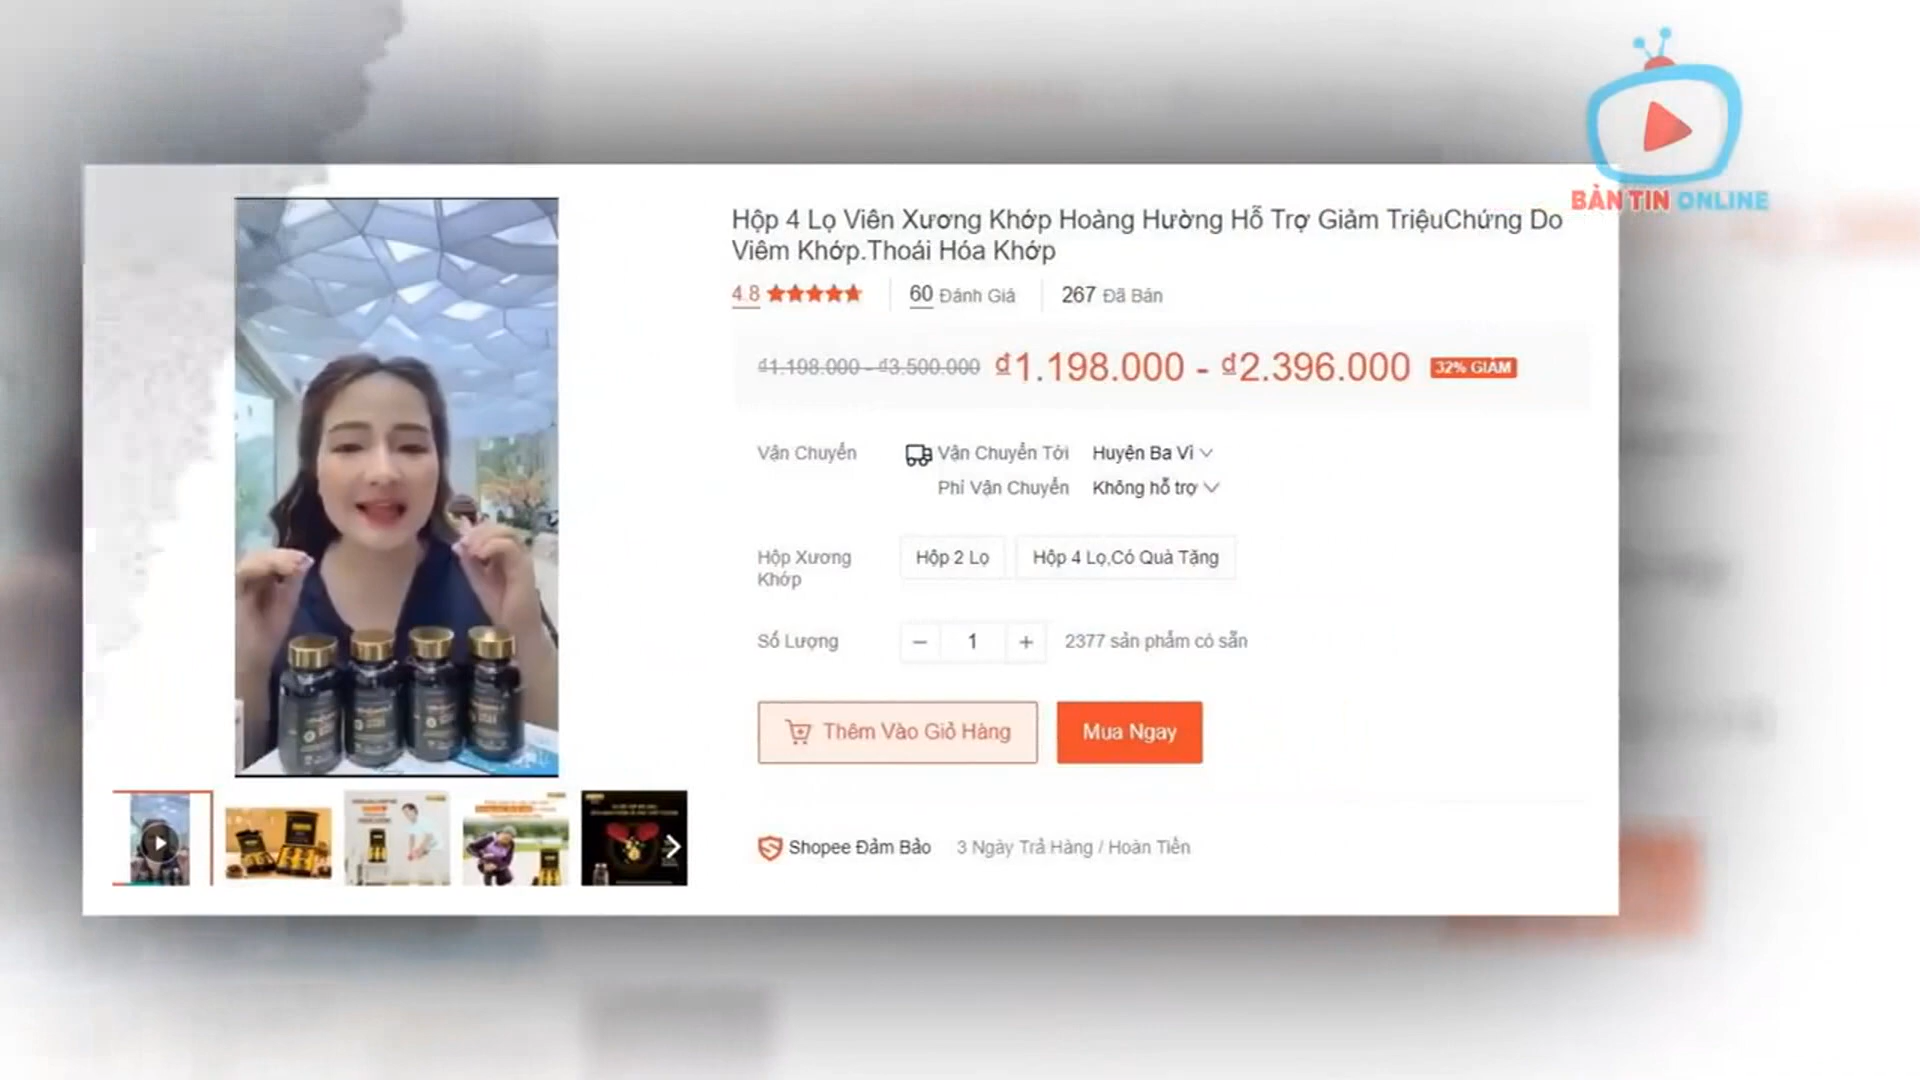 BẢN TIN ONLINE
Hộp 4 Lọ Viên Xương Khớp Hoàng Hường Hỗ Trợ Giảm TriệuChứng Do
Viêm Khớp.Thoái Hóa Khớp
4.8
60 Đánh Giá
267 Đã Bán
₫1.198.000 - ₫3.500.000
₫1.198.000 - ₫2.396.000
32% GIẢM
Vận Chuyển
Vận Chuyển Tới
Huyện Ba Vì
Phí Vận Chuyển
Không hỗ trợ
Hộp Xương
Khớp
Hộp 2 Lọ
Hộp 4 Lọ,Có Quà Tặng
Số Lượng
− 1 +
2377 sản phẩm có sẵn
Thêm Vào Giỏ Hàng
Mua Ngay
Shopee Đảm Bảo
3 Ngày Trả Hàng / Hoàn Tiền